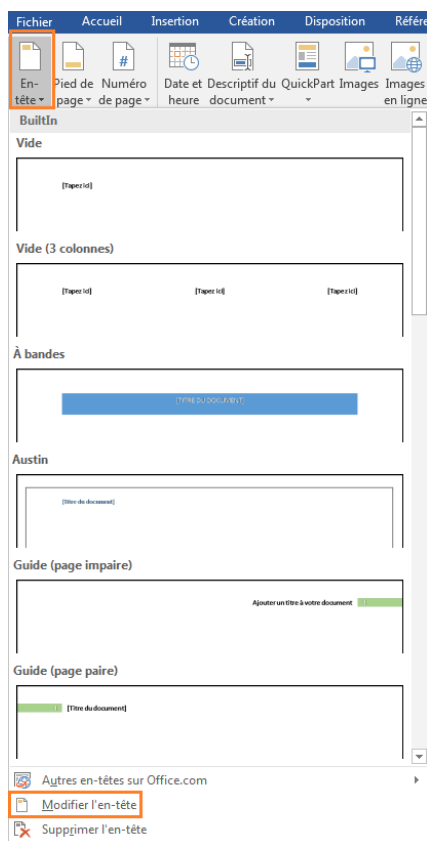 Fichier Accueil Insertion Création Disposition Référe
En- Pied de Numéro Date et Descriptif du QuickPart Images Images
tête page de page heure document en ligne
BuiltIn
Vide
[Tapez ici]
Vide (3 colonnes)
[Tapez ici] [Tapez ici] [Tapez ici]
À bandes
[TITRE DU DOCUMENT]
Austin
[Titre du document]
Guide (page impaire)
Ajouter un titre à votre document
Guide (page paire)
[Titre du document]
Autres en-têtes sur Office.com
Modifier l'en-tête
Supprimer l'en-tête